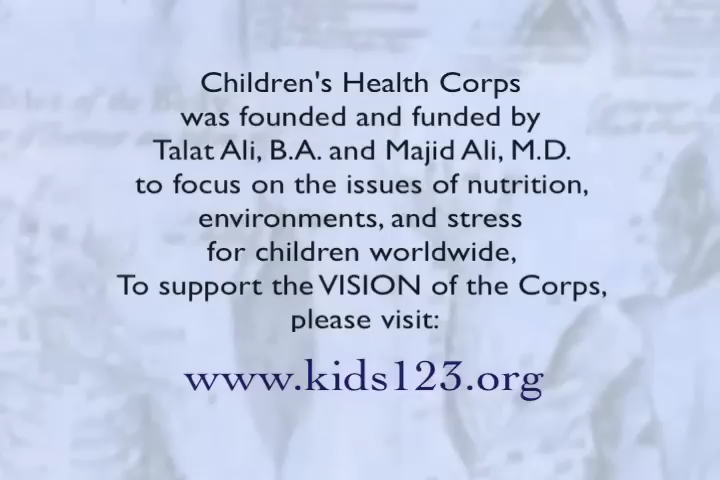 Children's Health Corps
was founded and funded by
Talat Ali, B.A. and Majid Ali, M.D.
to focus on the issues of nutrition,
environments, and stress
for children worldwide,
To support the VISION of the Corps,
please visit:
www.kids123.org